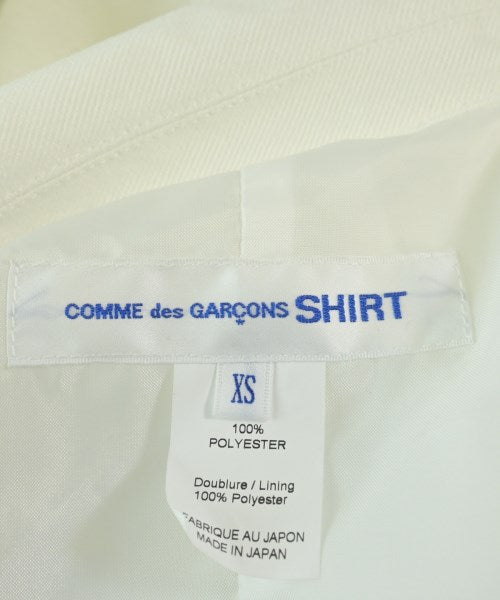 COMME des GARÇONS SHIRT
XS
100%
POLYESTER
Doublure / Lining
100% Polyester
FABRIQUE AU JAPON
MADE IN JAPAN